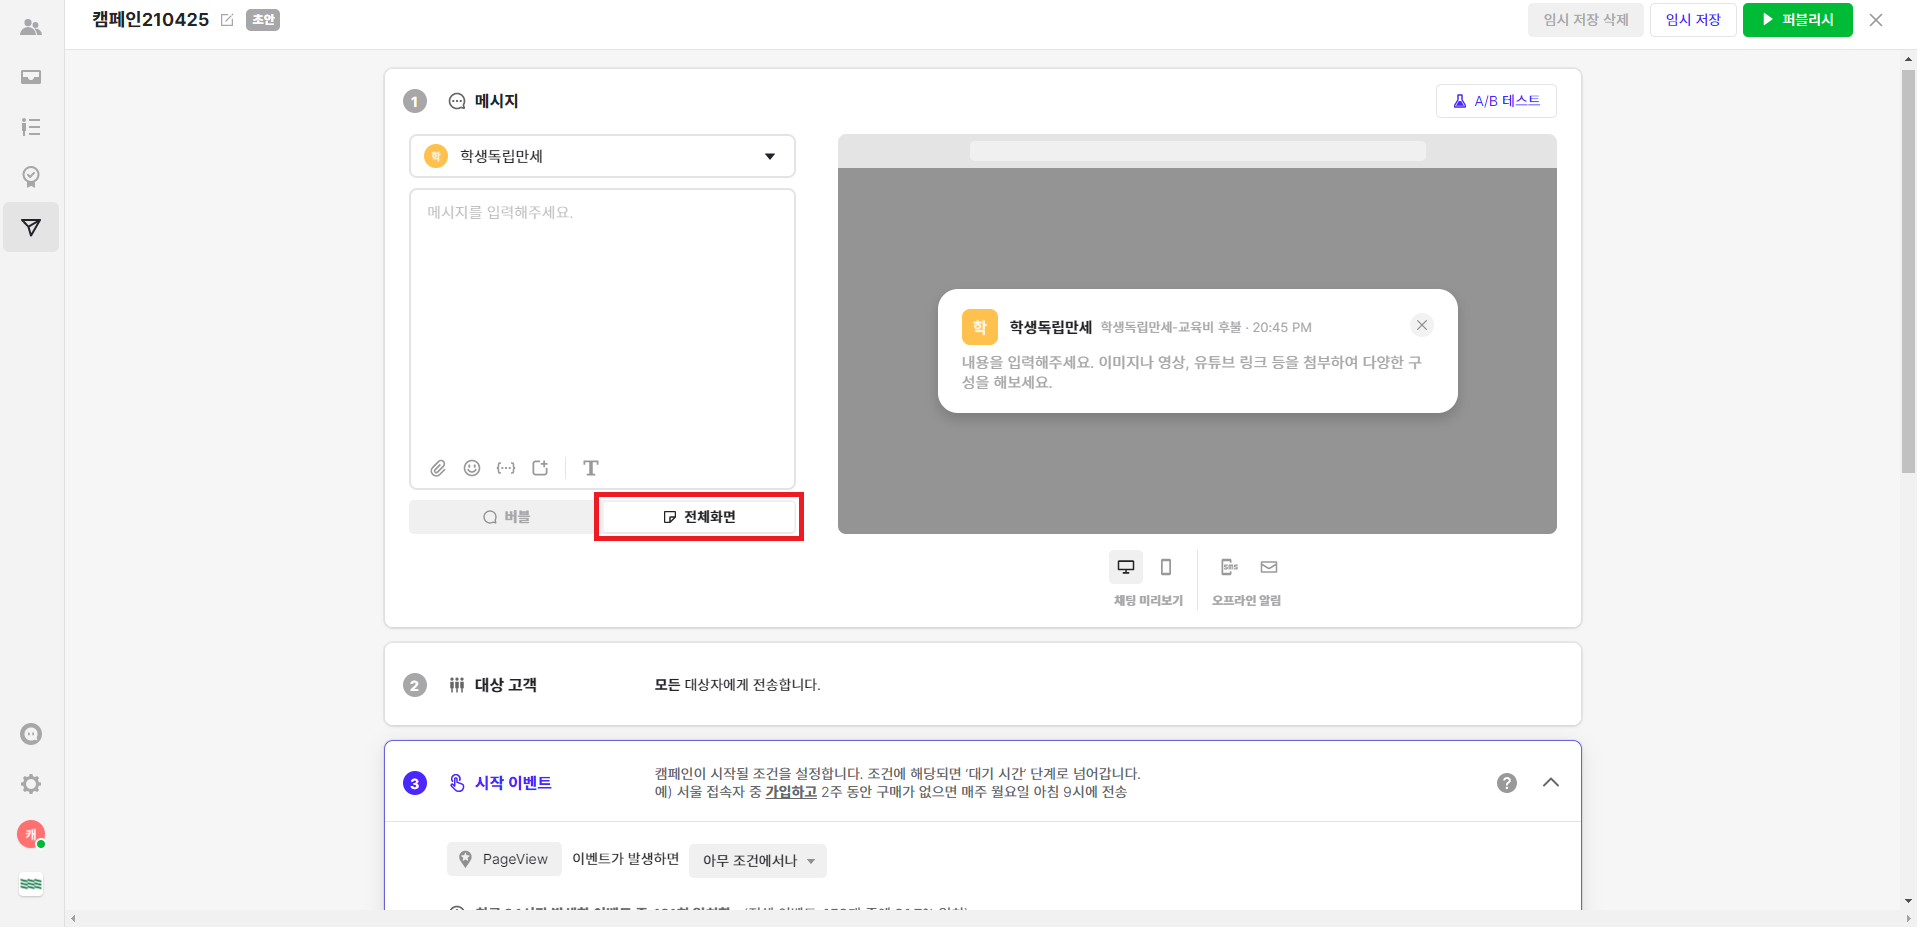 캠페인210425
초안
임시 저장 삭제
임시 저장
퍼블리시
1
메시지
A/B 테스트
학
학생독립만세
메시지를 입력해주세요.
T
버블
전체화면
학
학생독립만세
학생독립만세-교육비 후불 · 20:45 PM
내용을 입력해주세요. 이미지나 영상, 유튜브 링크 등을 첨부하여 다양한 구
성을 해보세요.
sms
채팅 미리보기
오프라인 알림
2
대상 고객
모든 대상자에게 전송합니다.
3
시작 이벤트
캠페인이 시작될 조건을 설정합니다. 조건에 해당되면 ‘대기 시간’ 단계로 넘어갑니다.
예) 서울 접속자 중 가입하고 2주 동안 구매가 없으면 매주 월요일 아침 9시에 전송
?
PageView
이벤트가 발생하면
아무 조건에서나
캐